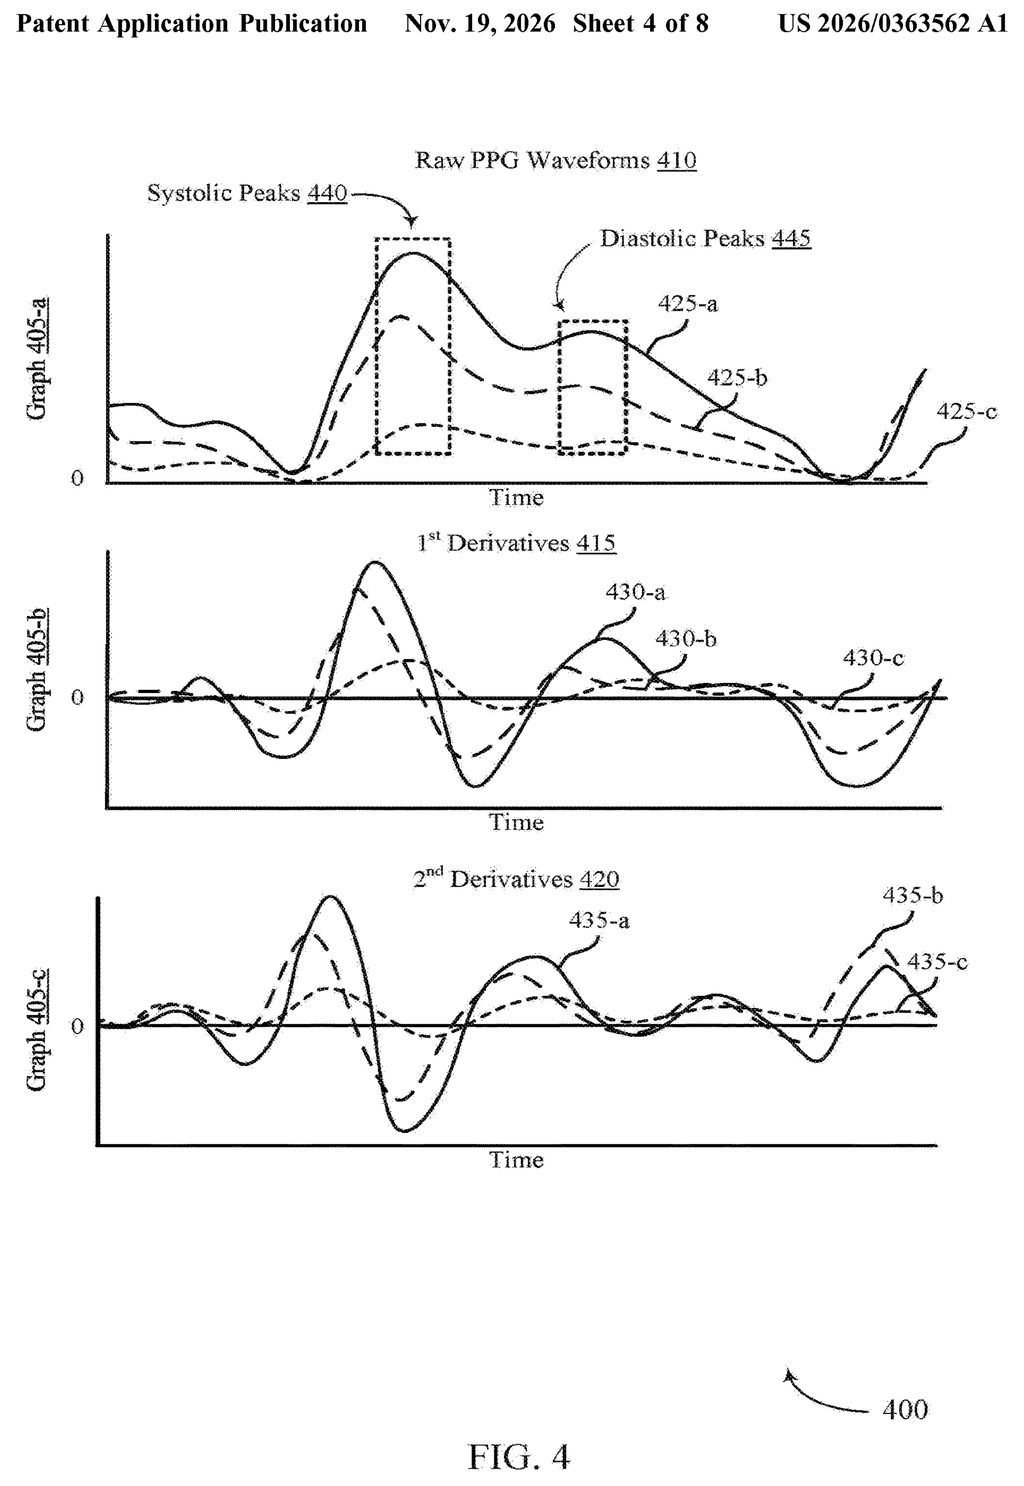 Patent Application Publication Nov. 19, 2026 Sheet 4 of 8 US 2026/0363562 A1
Raw PPG Waveforms 410
Systolic Peaks 440
Diastolic Peaks 445
425-a
425-b
425-c
Graph 405-a
0
Time
1st Derivatives 415
430-a
430-b
430-c
Graph 405-b
0
Time
2nd Derivatives 420
435-a
435-b
435-c
Graph 405-c
0
Time
400
FIG. 4